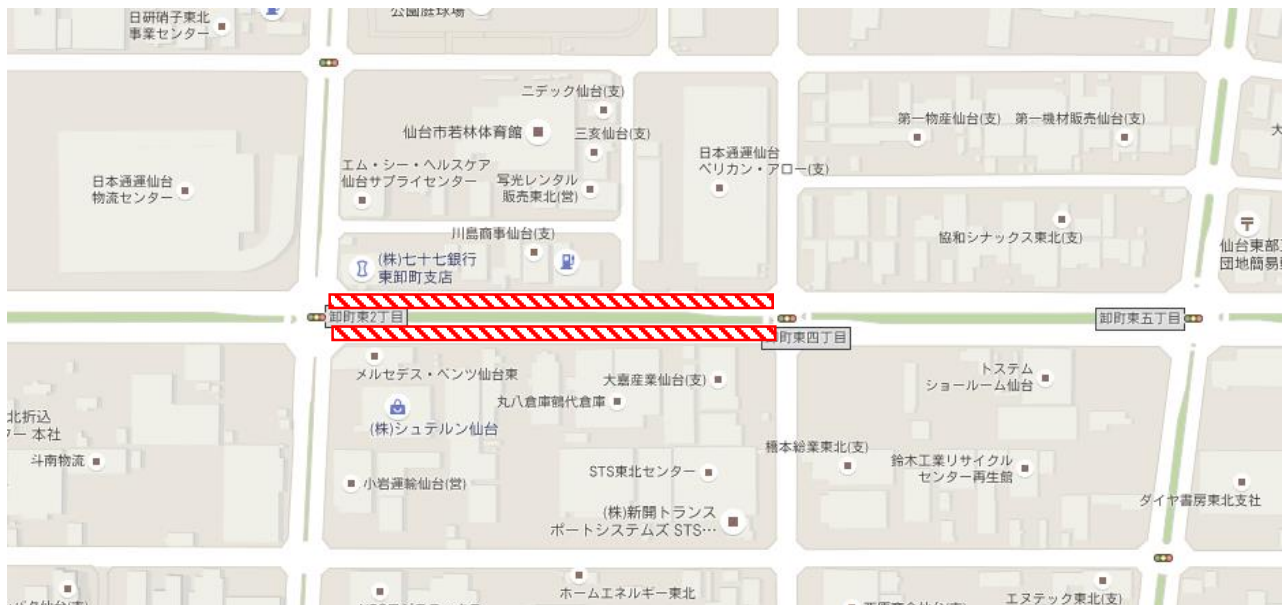 日研硝子東北
事業センター
公園庭球場
ニデック仙台(支)
仙台市若林体育館
三亥仙台(支)
第一物産仙台(支)
第一機材販売仙台(支)
日本通運仙台
ペリカン・アロー(支)
エム・シー・ヘルスケア
仙台サプライセンター
写光レンタル
販売東北(営)
日本通運仙台
物流センター
川島商事仙台(支)
協和シナックス東北(支)
仙台東部
団地簡易
(株)七十七銀行
東卸町支店
卸町東2丁目
卸町東五丁目
町東四丁目
メルセデス・ベンツ仙台東
大嘉産業仙台(支)
トステム
ショールーム仙台
丸八倉庫鶴代倉庫
(株)シュテルン仙台
北折込
ター 本社
斗南物流
橋本総業東北(支)
鈴木工業リサイクル
センター再生館
STS東北センター
小岩運輸仙台(営)
ダイヤ書房東北支社
(株)新開トランス
ポートシステムズ STS…
ホームエネルギー東北
エヌテック東北(支)